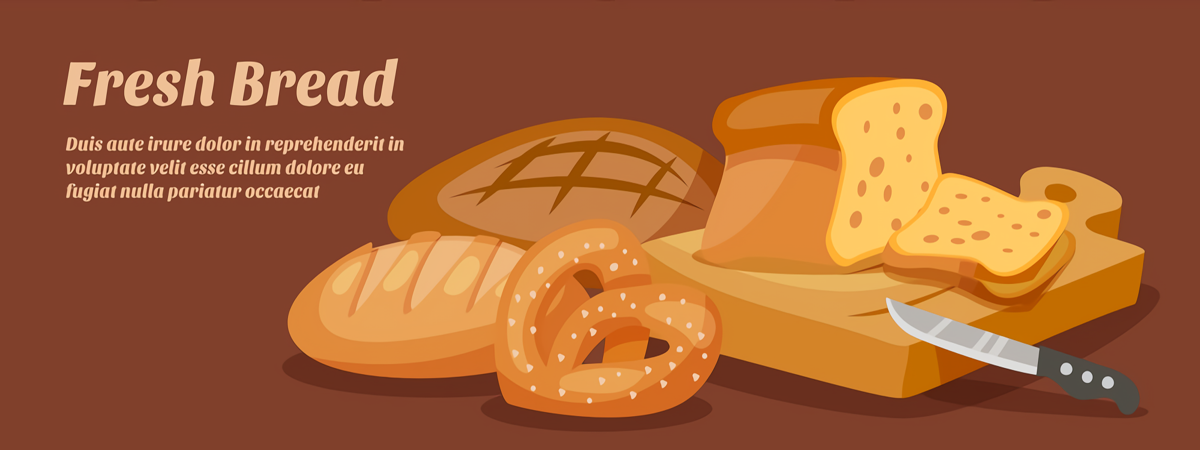 Fresh Bread
Duis aute irure dolor in reprehenderit in
voluptate velit esse cillum dolore eu
fugiat nulla pariatur occaecat